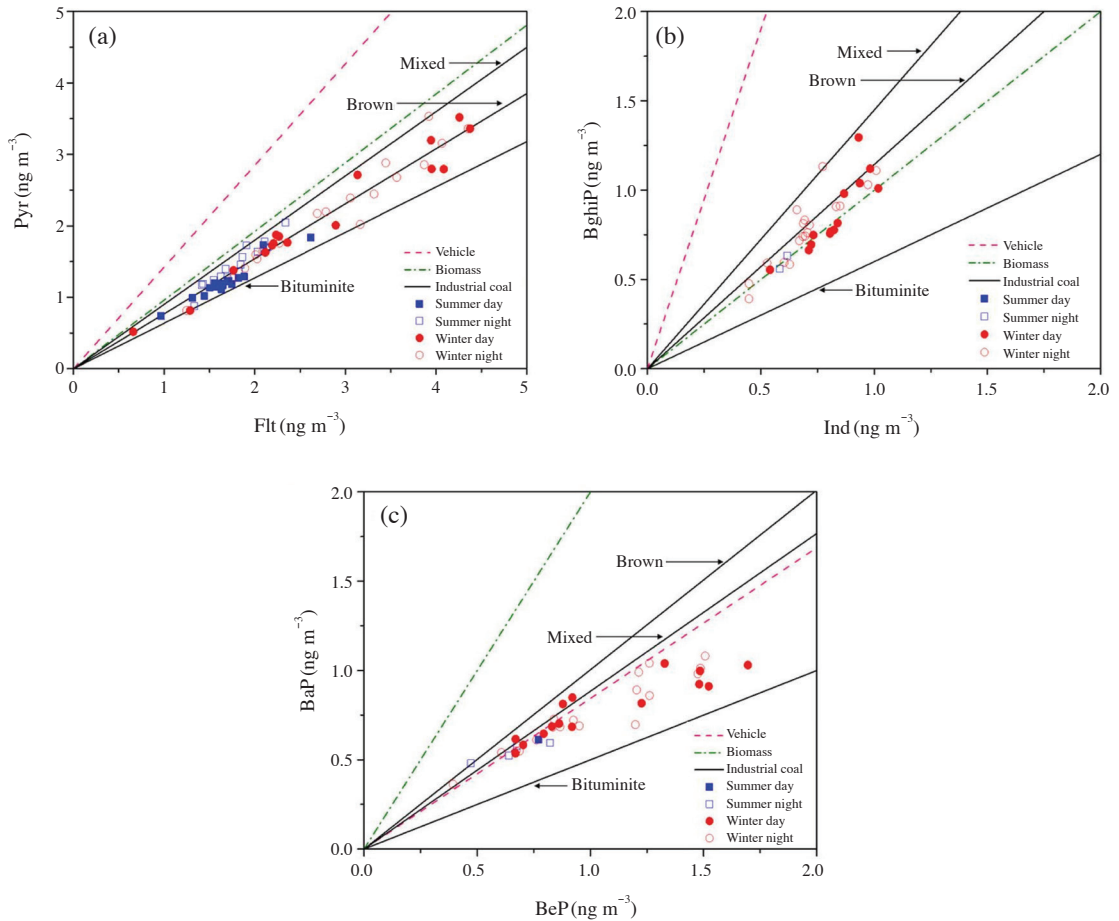 (a)
5
4
3
2
1
0
Pyr (ng m⁻³)
Mixed
Brown
Bituminite
Vehicle
Biomass
Industrial coal
Summer day
Summer night
Winter day
Winter night
0 1 2 3 4 5
Flt (ng m⁻³)
(b)
2.0
1.5
1.0
0.5
0.0
BghiP (ng m⁻³)
Mixed
Brown
Bituminite
Vehicle
Biomass
Industrial coal
Summer day
Summer night
Winter day
Winter night
0.0 0.5 1.0 1.5 2.0
Ind (ng m⁻³)
(c)
2.0
1.5
1.0
0.5
0.0
BaP (ng m⁻³)
Brown
Mixed
Bituminite
Vehicle
Biomass
Industrial coal
Summer day
Summer night
Winter day
Winter night
0.0 0.5 1.0 1.5 2.0
BeP (ng m⁻³)